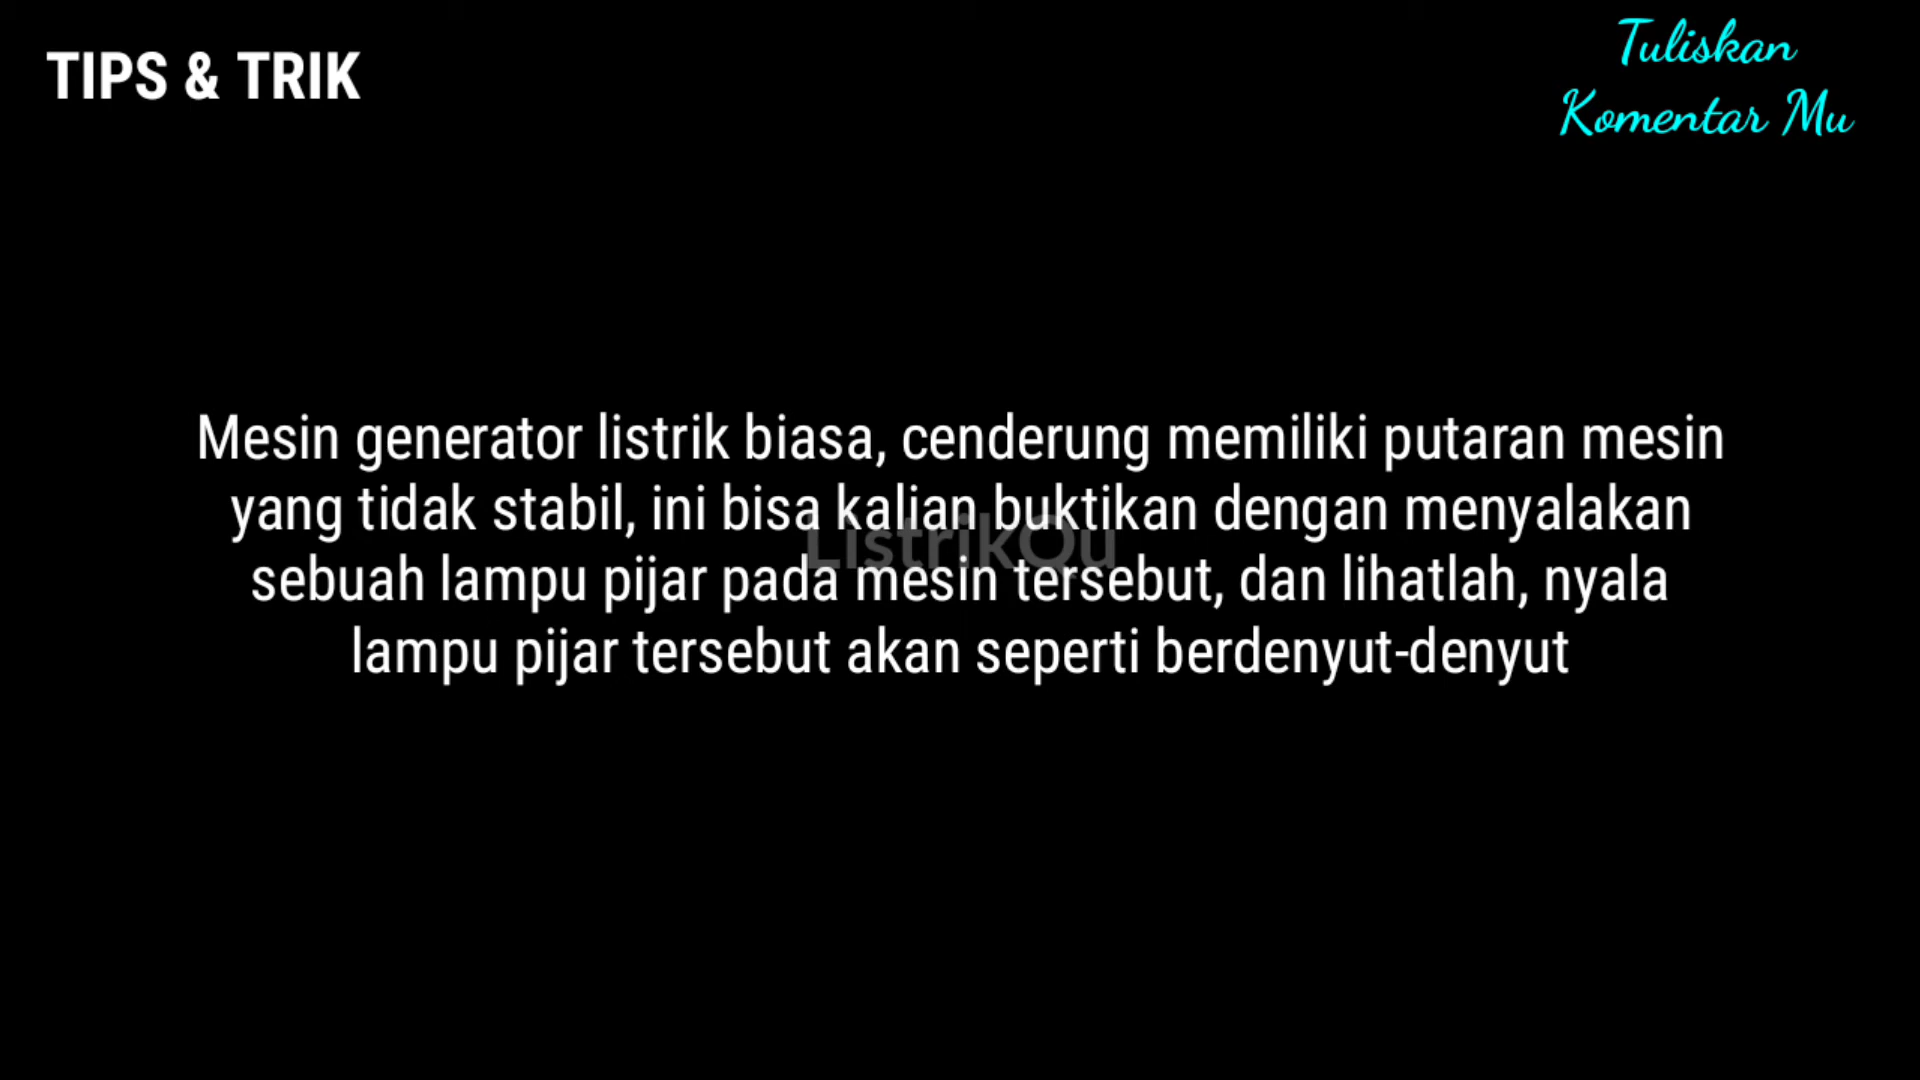 TIPS & TRIK
Tuliskan
Komentar Mu
Mesin generator listrik biasa, cenderung memiliki putaran mesin
yang tidak stabil, ini bisa kalian buktikan dengan menyalakan
ListrikQu
sebuah lampu pijar pada mesin tersebut, dan lihatlah, nyala
lampu pijar tersebut akan seperti berdenyut-denyut